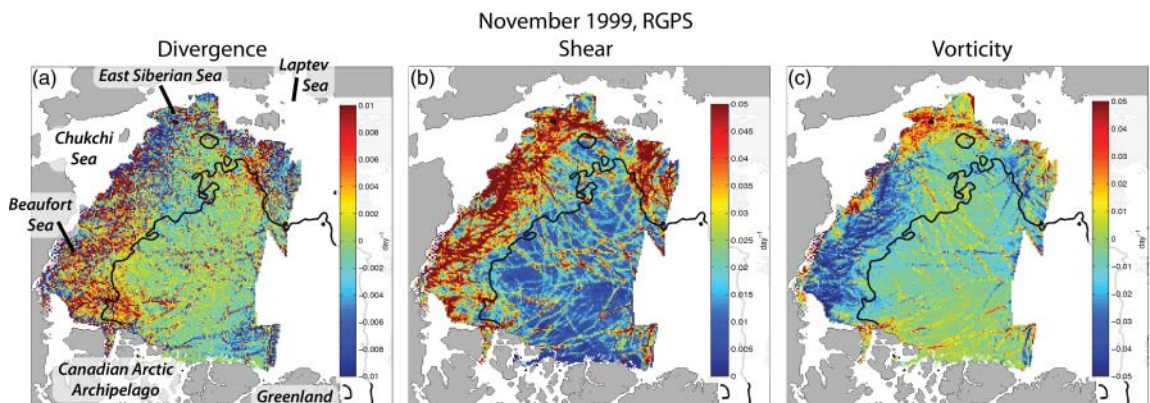 November 1999, RGPS
Divergence
Shear
Vorticity
(a)
East Siberian Sea
Laptev
Sea
Chukchi
Sea
Beaufort
Sea
Canadian Arctic
Archipelago
Greenland
0.01
0.008
0.006
0.004
0.002
0
−0.002
−0.004
−0.006
−0.008
−0.01
day⁻¹
(b)
0.05
0.045
0.04
0.035
0.03
0.025
0.02
0.015
0.01
0.005
0
day⁻¹
(c)
0.05
0.04
0.03
0.02
0.01
0
−0.01
−0.02
−0.03
−0.04
−0.05
day⁻¹